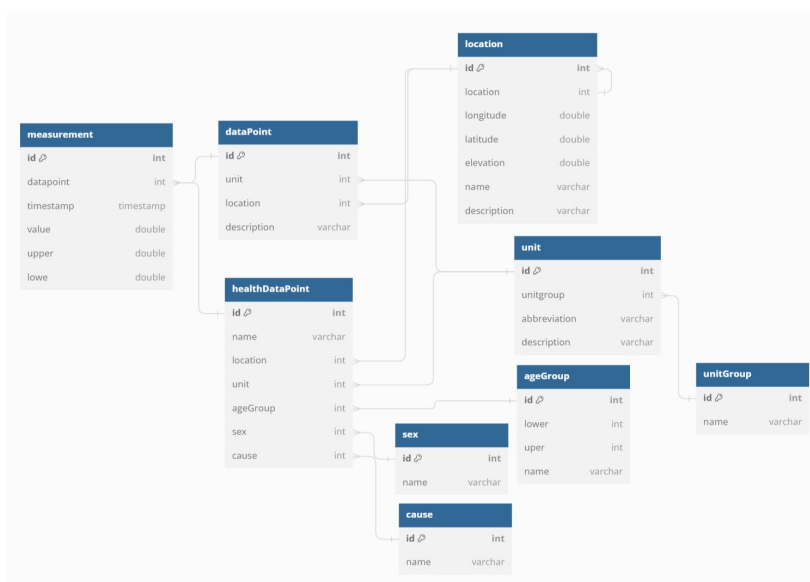 location
id int
location int
longitude double
latitude double
elevation double
name varchar
description varchar
measurement
id int
datapoint int
timestamp timestamp
value double
upper double
lowe double
dataPoint
id int
unit int
location int
description varchar
unit
id int
unitgroup int
abbreviation varchar
description varchar
healthDataPoint
id int
name varchar
location int
unit int
ageGroup int
sex int
cause int
ageGroup
id int
lower int
uper int
name varchar
unitGroup
id int
name varchar
sex
id int
name varchar
cause
id int
name varchar